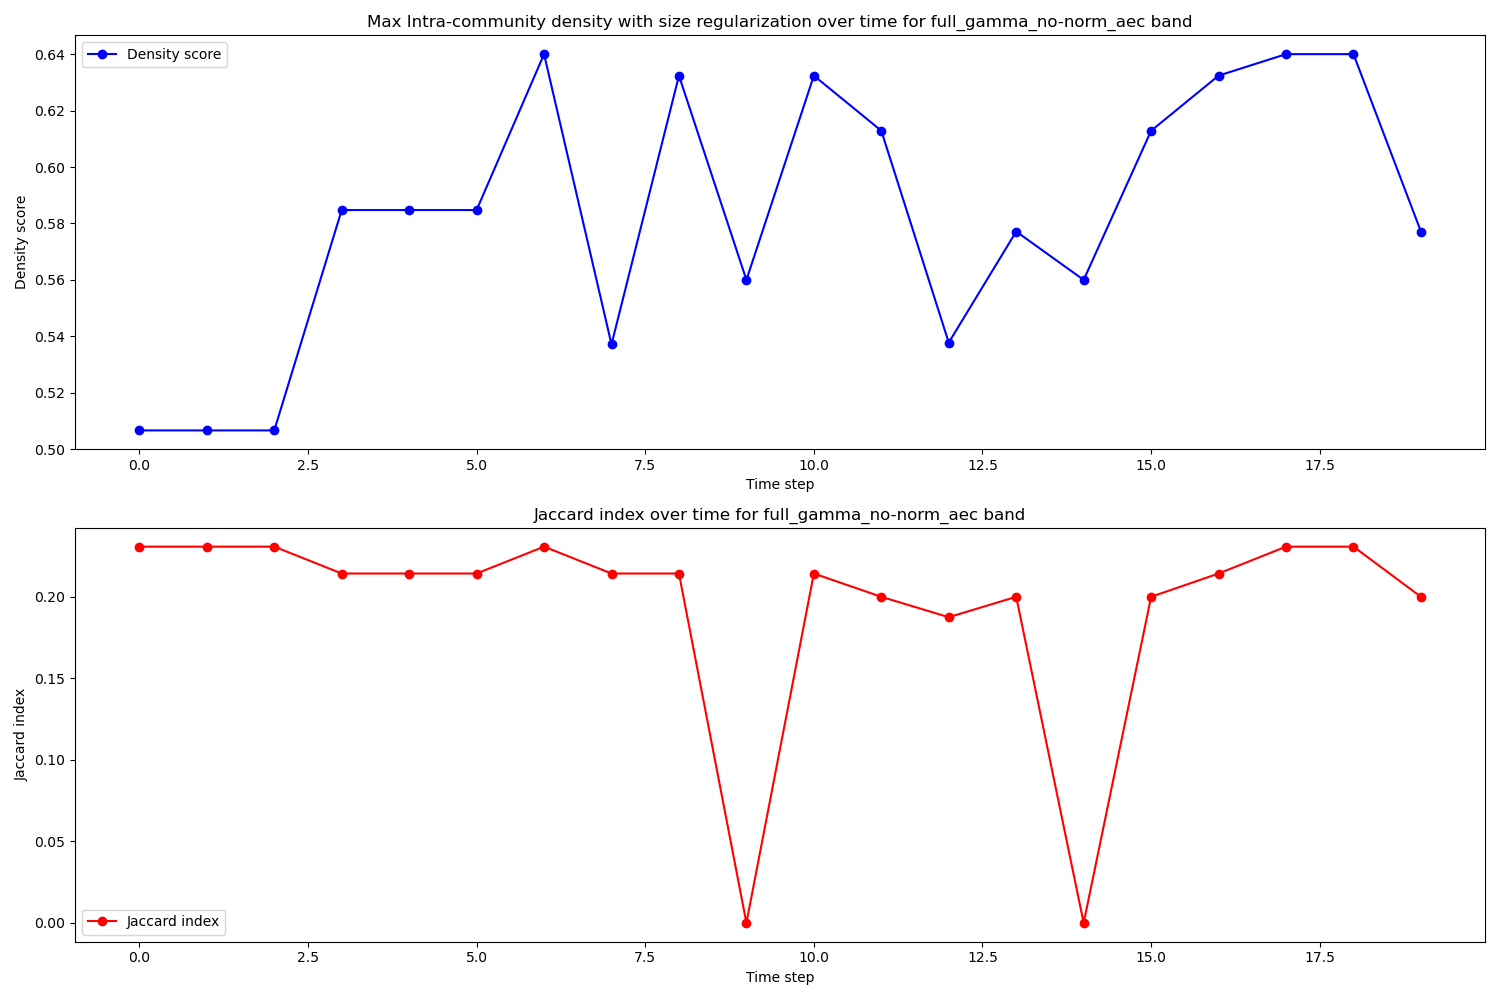 Max Intra-community density with size regularization over time for full_gamma_no-norm_aec band
Density score
0.64
0.62
0.60
0.58
0.56
0.54
0.52
0.50
Density score
0.0 2.5 5.0 7.5 10.0 12.5 15.0 17.5
Time step
Jaccard index over time for full_gamma_no-norm_aec band
0.20
0.15
0.10
0.05
0.00
Jaccard index
Jaccard index
0.0 2.5 5.0 7.5 10.0 12.5 15.0 17.5
Time step